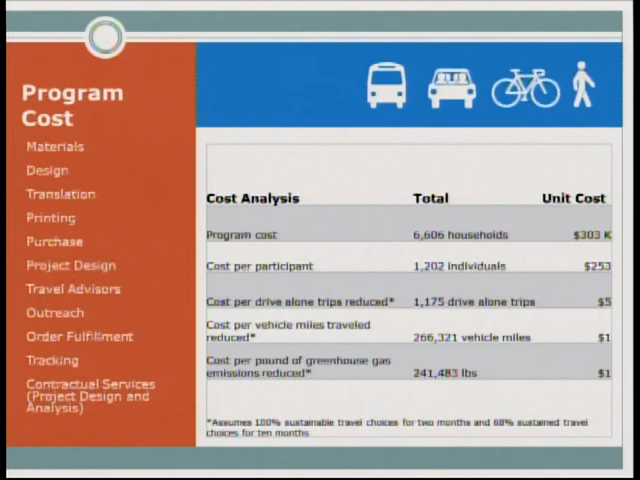 Program
Cost
Materials
Design
Translation
Printing
Purchase
Project Design
Travel Advisors
Outreach
Order Fulfillment
Tracking
Contractual Services
(Project Design and
Analysis)
Cost Analysis Total Unit Cost
Program cost 6,606 households $303 K
Cost per participant 1,202 individuals $253
Cost per drive alone trips reduced* 1,175 drive alone trips $5
Cost per vehicle miles traveled
reduced* 266,321 vehicle miles $1
Cost per pound of greenhouse gas
emissions reduced* 241,483 lbs $1
*Assumes 100% sustainable travel choices for two months and 60% sustained travel
choices for ten months